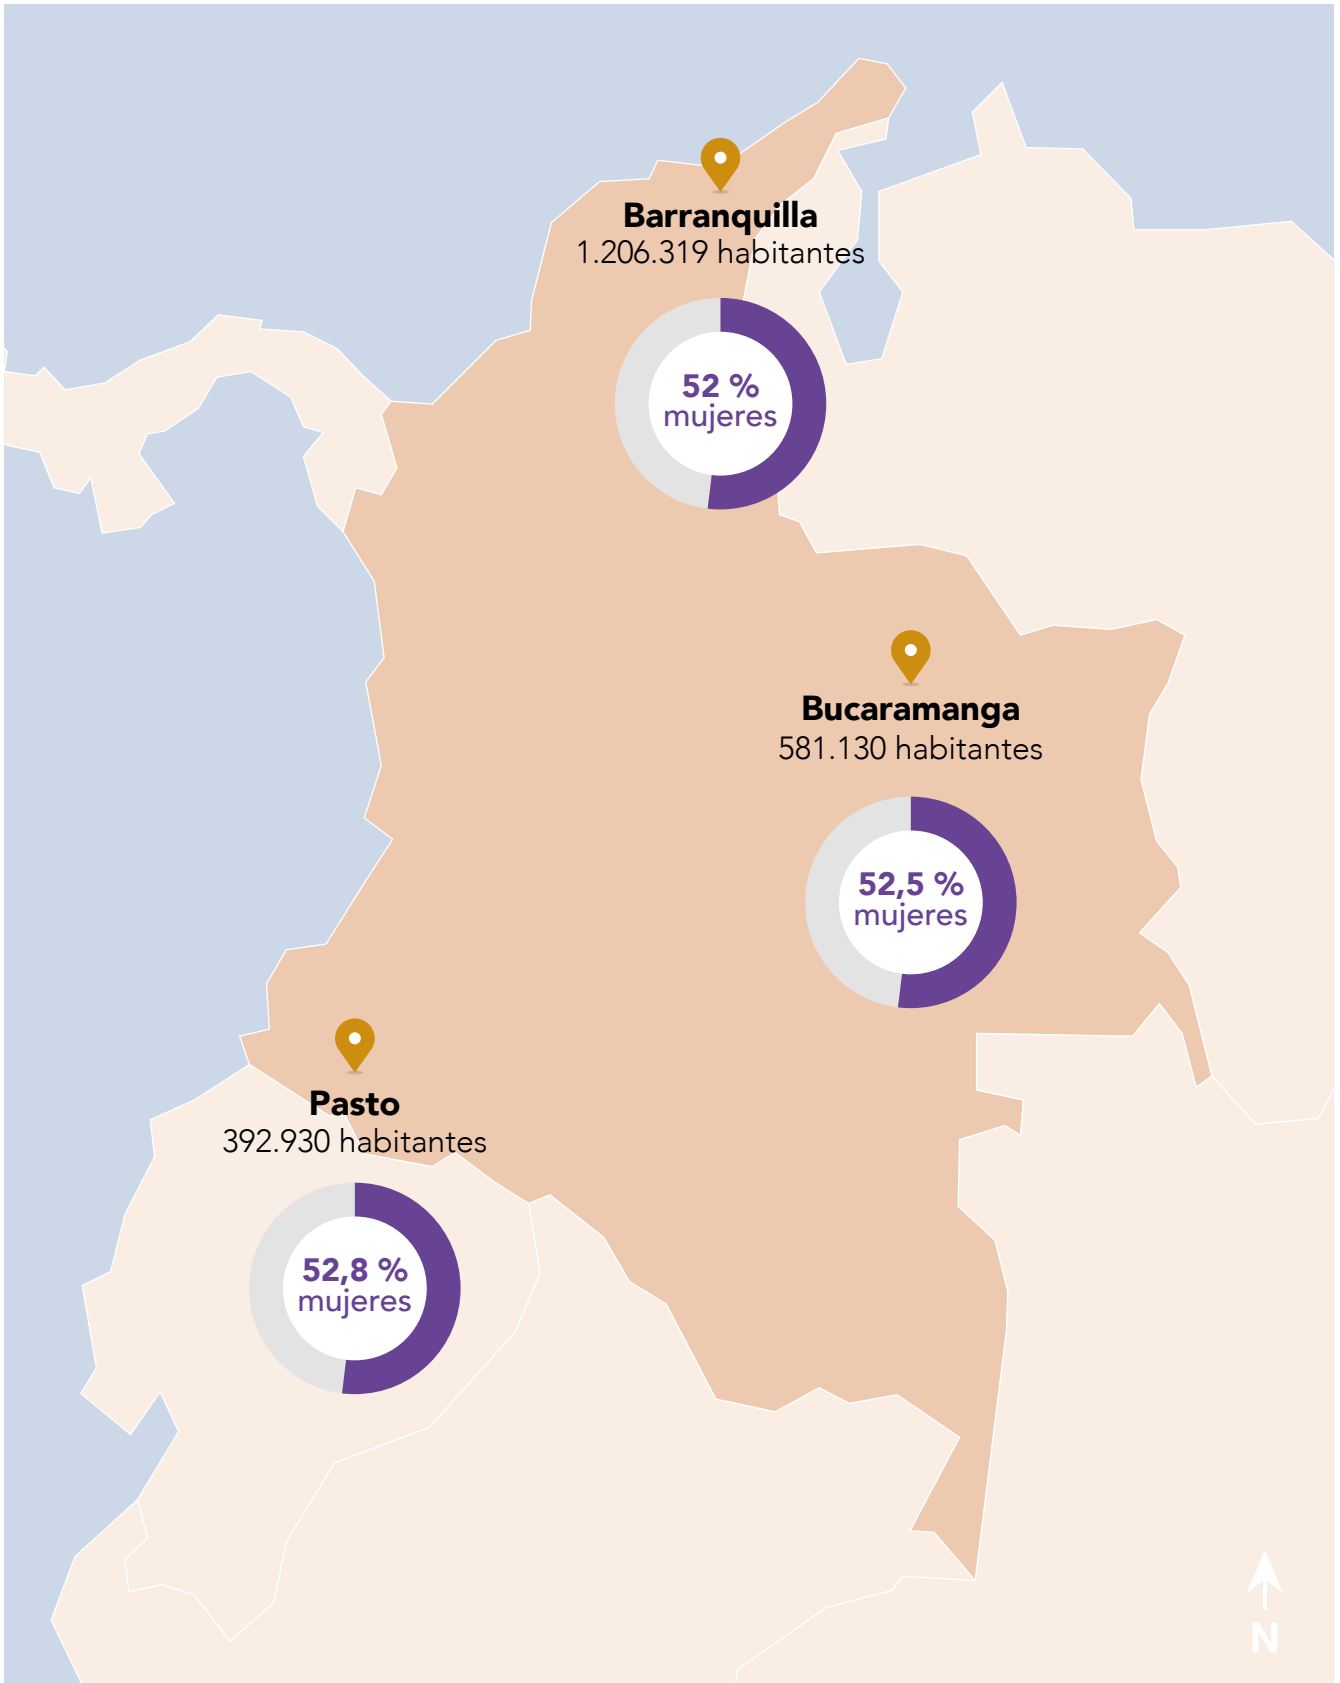 Barranquilla
1.206.319 habitantes
52 %
mujeres
Bucaramanga
581.130 habitantes
52,5 %
mujeres
Pasto
392.930 habitantes
52,8 %
mujeres
N